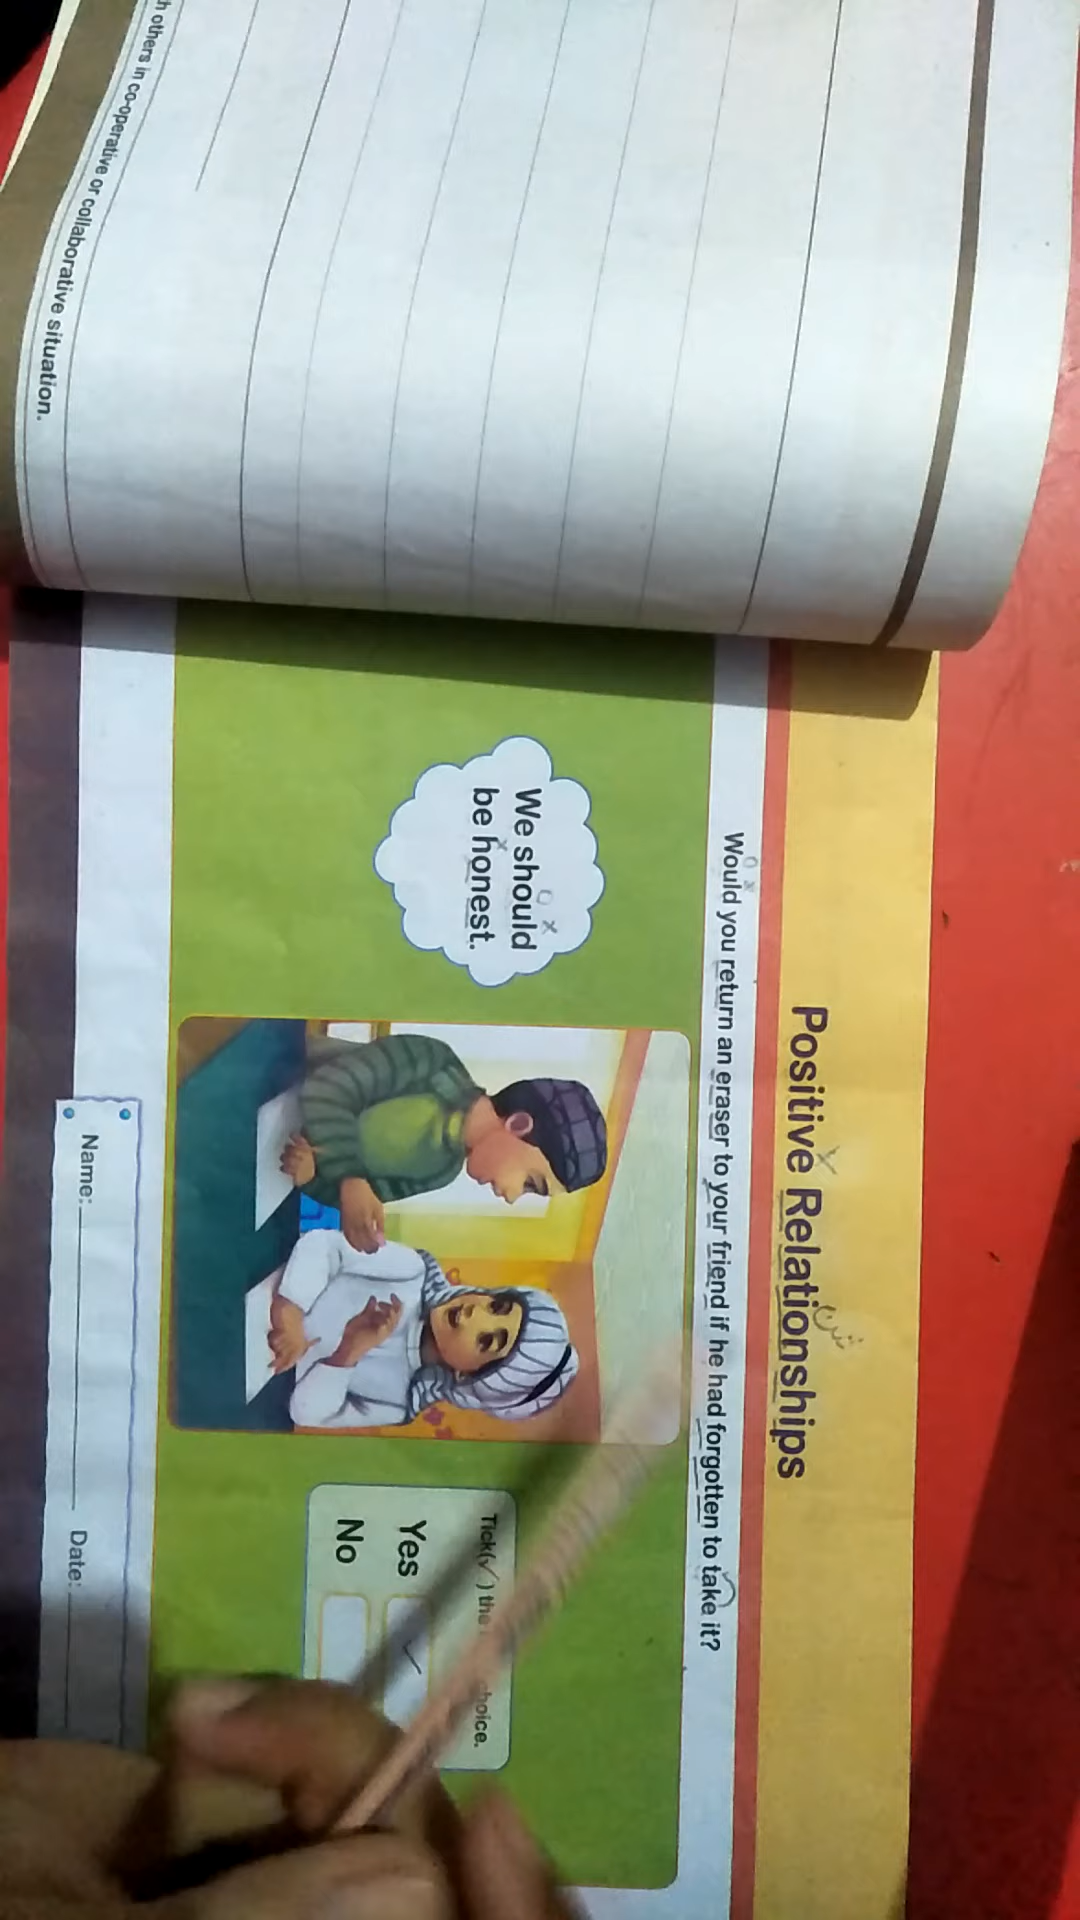 h others in co-operative or collaborative situation.
Positive Relationships
شن
Would you return an eraser to your friend if he had forgotten to take it?
We should
be honest.
Tick(√) the choice.
Yes ✓
No
Name:
Date: